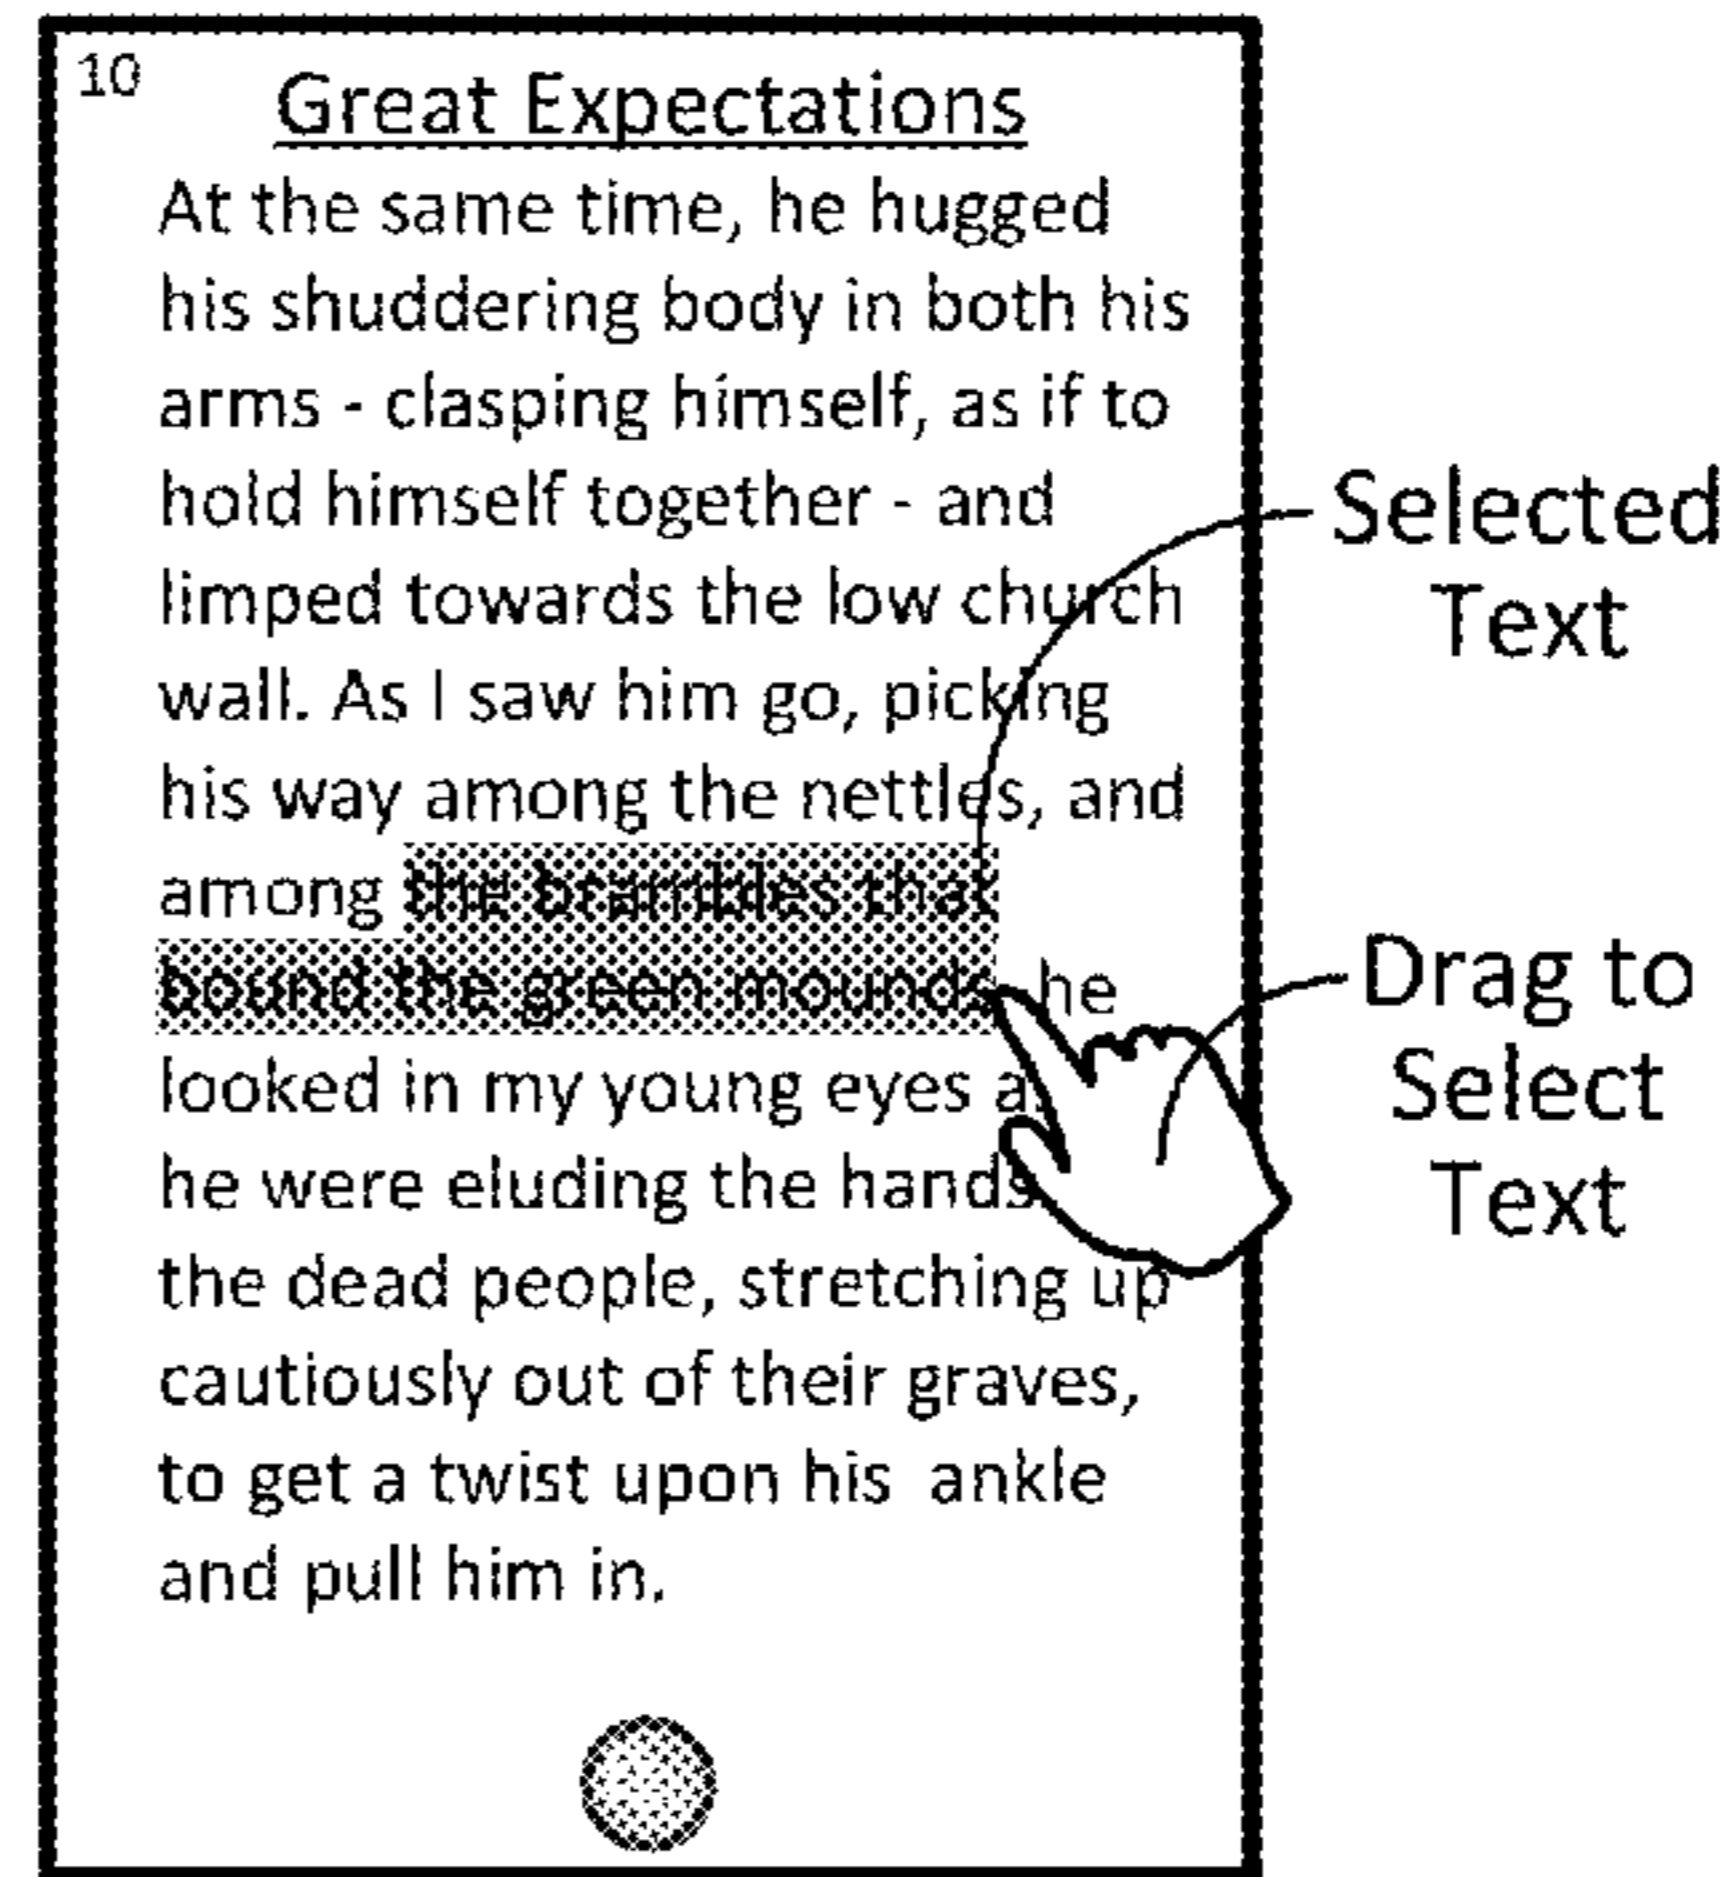 10
Great Expectations
At the same time, he hugged
his shuddering body in both his
arms - clasping himself, as if to
hold himself together - and
limped towards the low church
wall. As I saw him go, picking
his way among the nettles, and
among the brambles that
bound the green mounds he
looked in my young eyes
he were eluding the hands
the dead people, stretching up
cautiously out of their graves,
to get a twist upon his ankle
and pull him in.
Selected
Text
Drag to
Select
Text